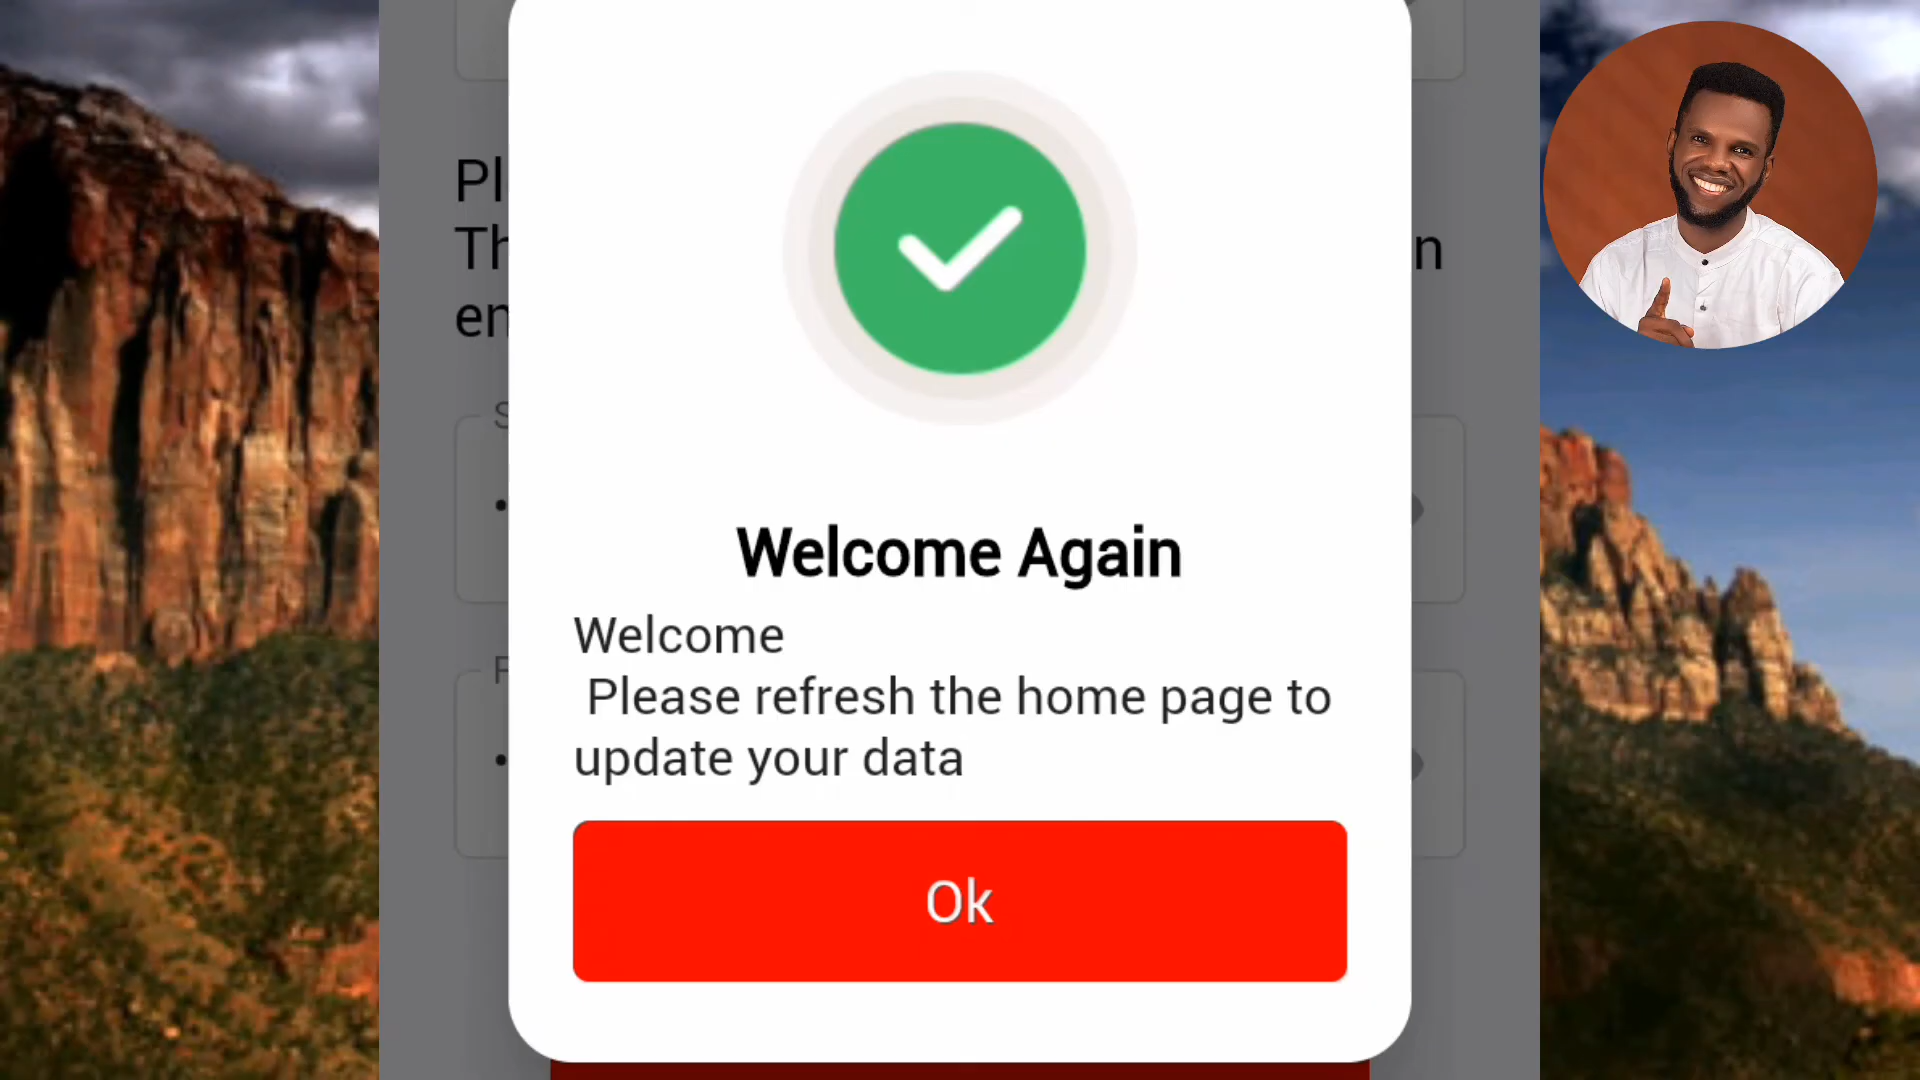 Welcome Again
Welcome
Please refresh the home page to
update your data
Ok